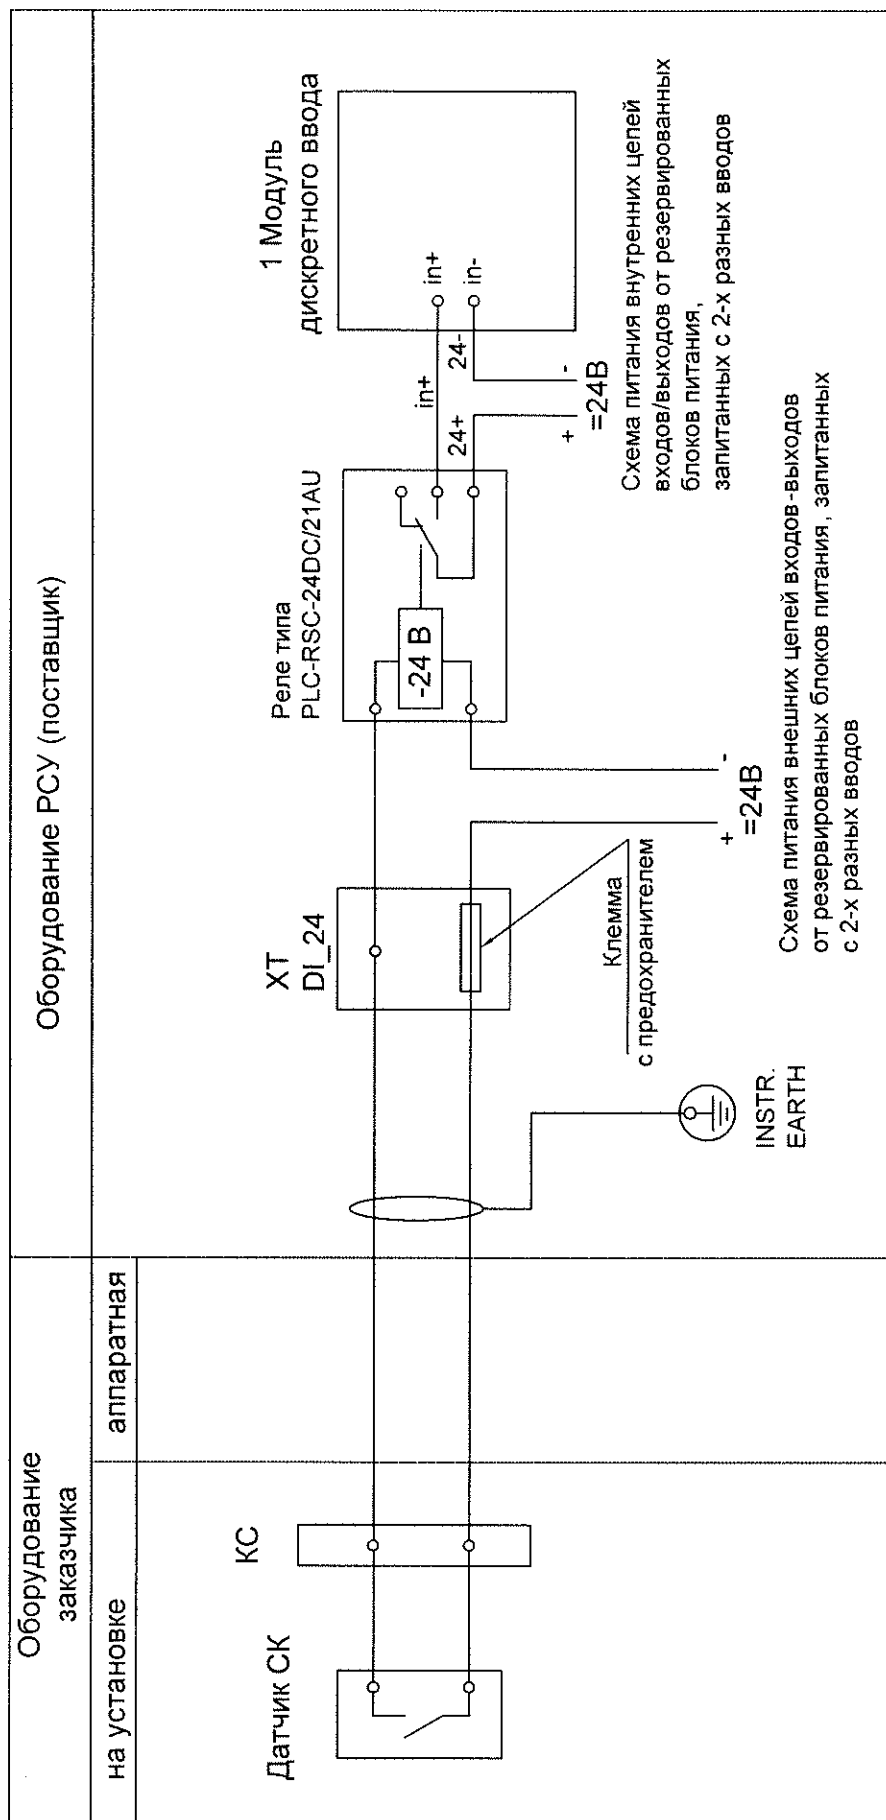 Оборудование
заказчика
Оборудование РСУ (поставщик)
на установке
аппаратная
Датчик СК
КС
XT
DI_24
Реле типа
PLC-RSC-24DC/21AU
-24 В
1 Модуль
дискретного ввода
in+
24+
24-
in+
in-
+
-
=24В
Схема питания внутренних цепей
входов/выходов от резервированных
блоков питания,
запитанных с 2-х разных вводов
Клемма
с предохранителем
+
-
=24В
Схема питания внешних цепей входов-выходов
от резервированных блоков питания, запитанных
с 2-х разных вводов
INSTR.
EARTH